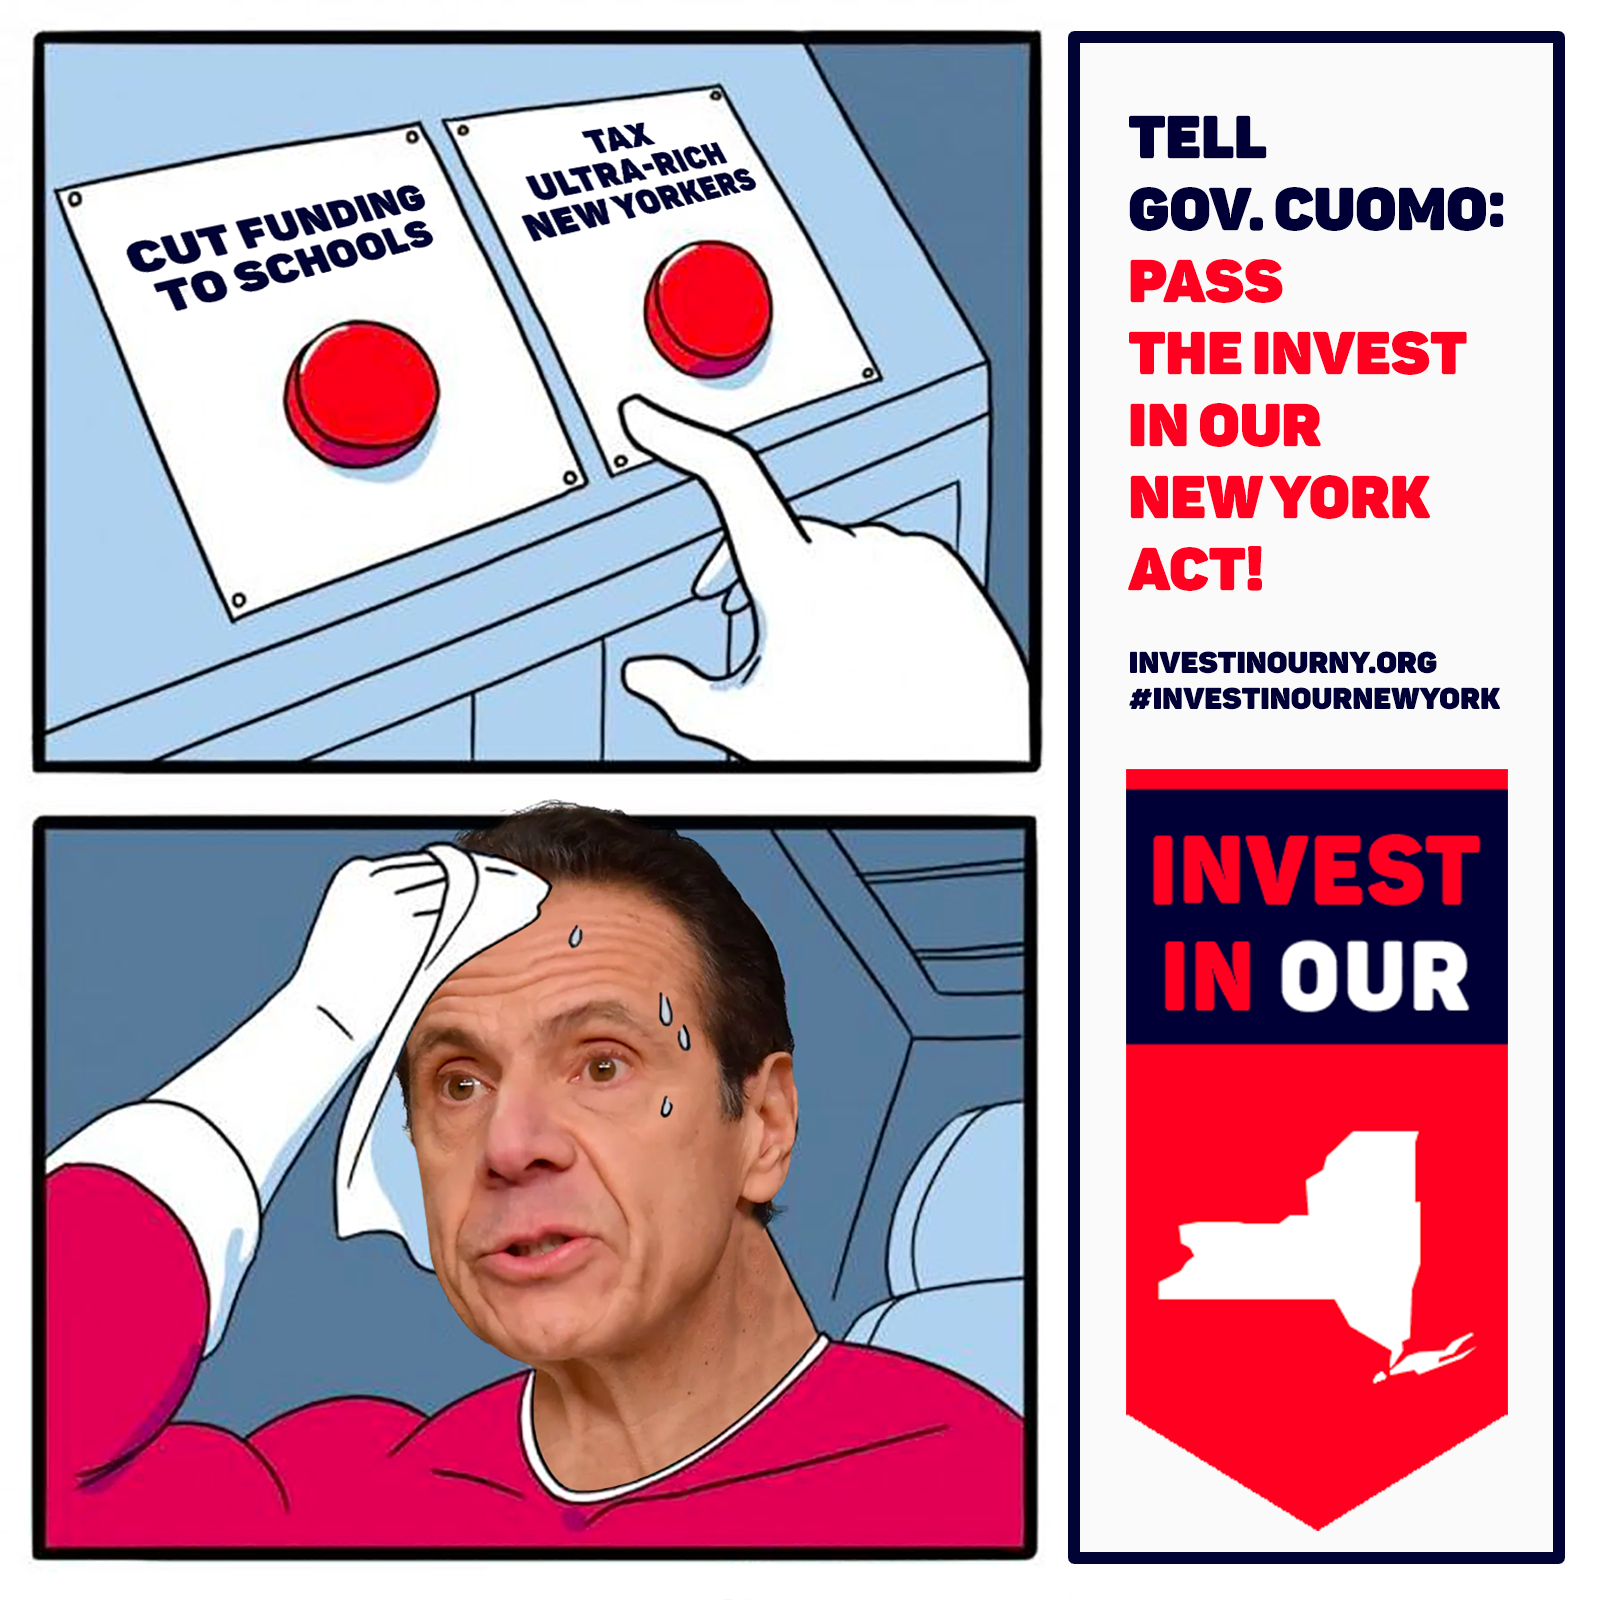 CUT FUNDING
TO SCHOOLS
TAX
ULTRA-RICH
NEW YORKERS
TELL
GOV. CUOMO:
PASS
THE INVEST
IN OUR
NEW YORK
ACT!
INVESTINOURNY.ORG
#INVESTINOURNEWYORK
INVEST
IN OUR